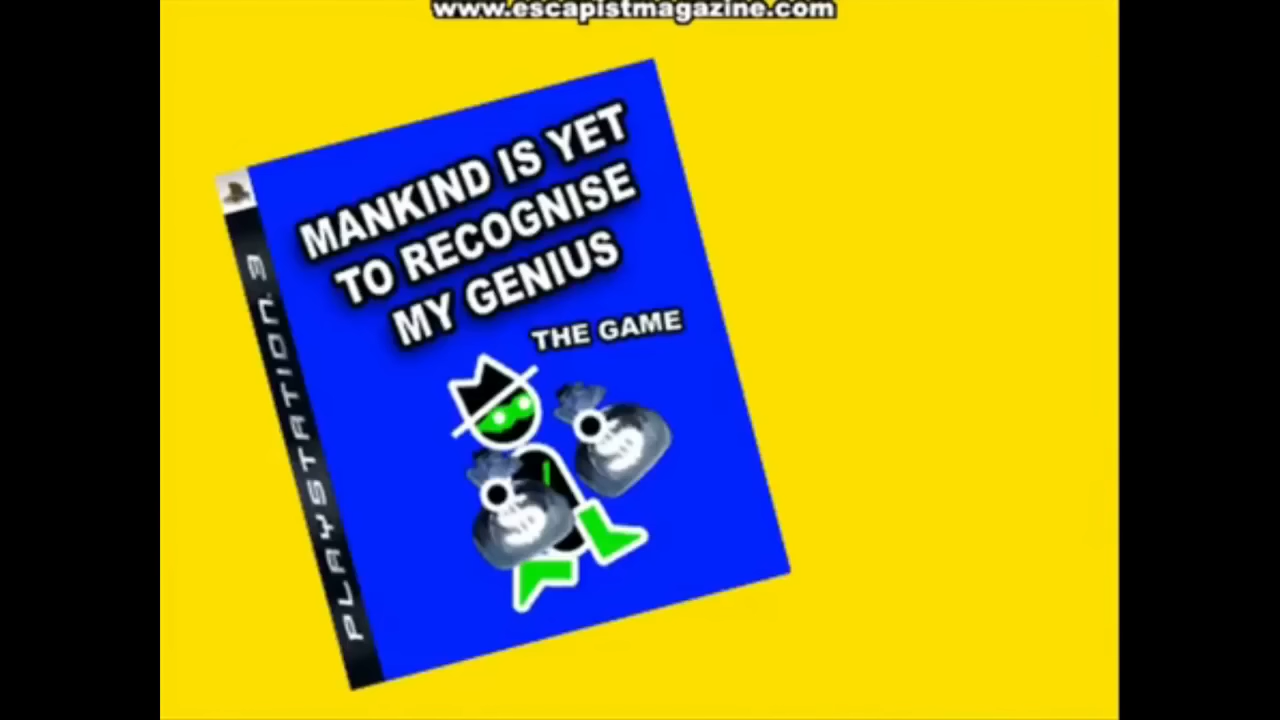 www.escapistmagazine.com
MANKIND IS YET
TO RECOGNISE
MY GENIUS
THE GAME
PLAYSTATION.3
$
$